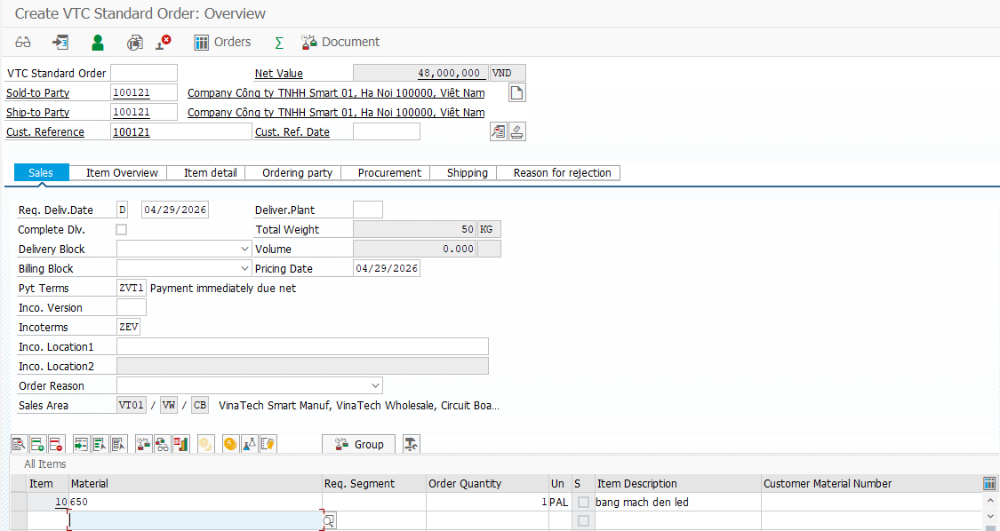 Create VTC Standard Order: Overview
Orders Σ Document
VTC Standard Order Net Value 48,000,000 VND
Sold-to Party 100121 Company Công ty TNHH Smart 01, Ha Noi 100000, Việt Nam
Ship-to Party 100121 Company Công ty TNHH Smart 01, Ha Noi 100000, Việt Nam
Cust. Reference 100121 Cust. Ref. Date
Sales Item Overview Item detail Ordering party Procurement Shipping Reason for rejection
Req. Deliv.Date D 04/29/2026 Deliver.Plant
Complete Dlv. Total Weight 50 KG
Delivery Block Volume 0.000
Billing Block Pricing Date 04/29/2026
Pyt Terms ZVT1 Payment immediately due net
Inco. Version
Incoterms ZEV
Inco. Location1
Inco. Location2
Order Reason
Sales Area VT01 / VW / CB VinaTech Smart Manuf, VinaTech Wholesale, Circuit Boa...
Group
All Items
Item Material Req. Segment Order Quantity Un S Item Description Customer Material Number
10 650 1 PAL bang mach den led